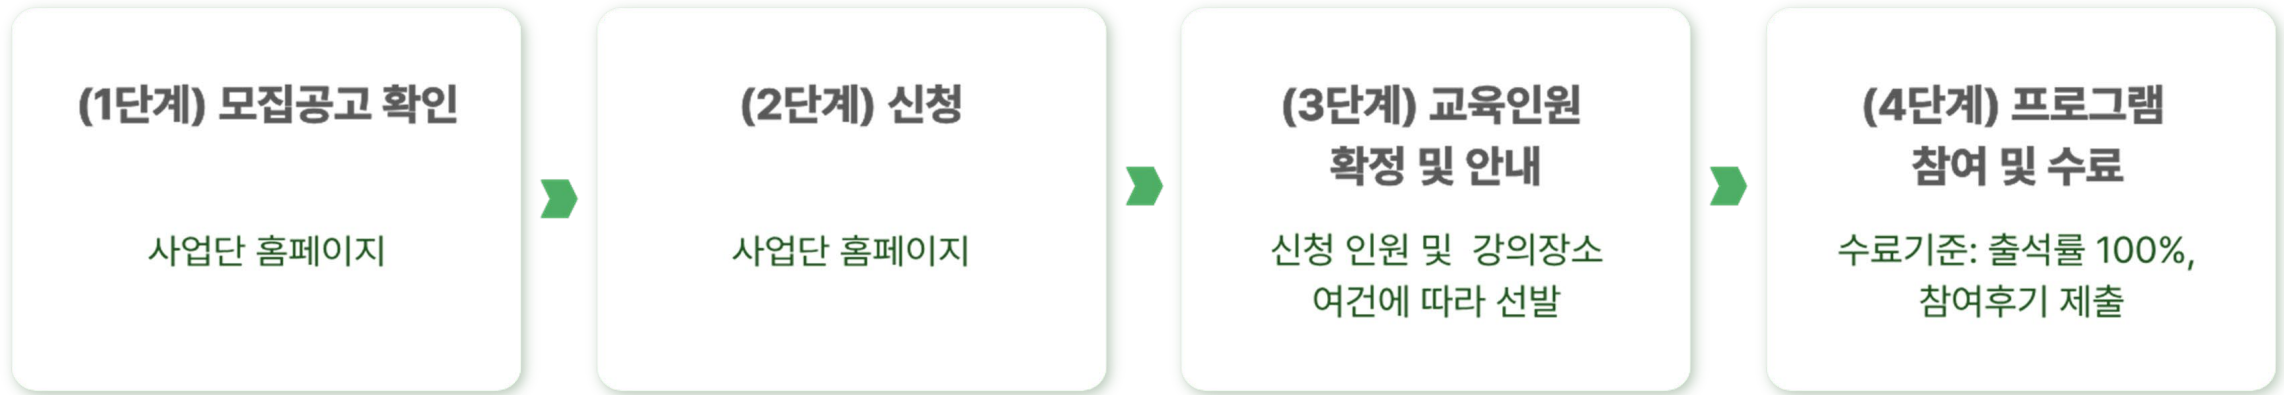 (1단계) 모집공고 확인
사업단 홈페이지
(2단계) 신청
사업단 홈페이지
(3단계) 교육인원
확정 및 안내
신청 인원 및 강의장소
여건에 따라 선발
(4단계) 프로그램
참여 및 수료
수료기준: 출석률 100%,
참여후기 제출